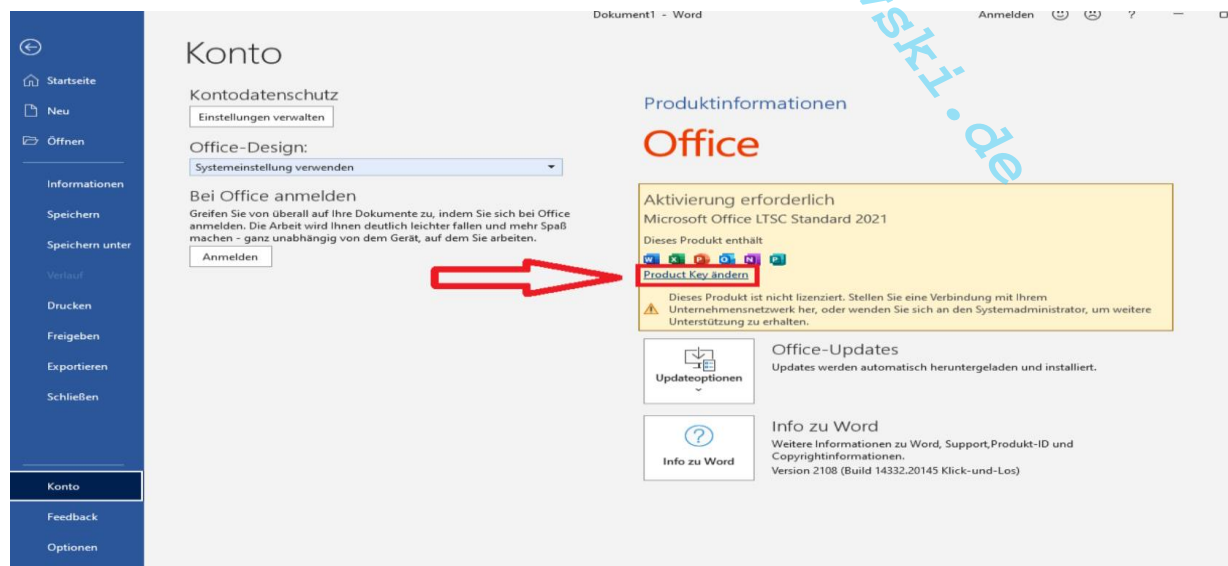 Dokument1 - Word
Anmelden
?
Konto
Startseite
Neu
Öffnen
Informationen
Speichern
Speichern unter
Verlauf
Drucken
Freigeben
Exportieren
Schließen
Konto
Feedback
Optionen
Kontodatenschutz
Einstellungen verwalten
Office-Design:
Systemeinstellung verwenden
Bei Office anmelden
Greifen Sie von überall auf Ihre Dokumente zu, indem Sie sich bei Office
anmelden. Die Arbeit wird Ihnen deutlich leichter fallen und mehr Spaß
machen - ganz unabhängig von dem Gerät, auf dem Sie arbeiten.
Anmelden
Produktinformationen
Office
Aktivierung erforderlich
Microsoft Office LTSC Standard 2021
Dieses Produkt enthält
Product Key ändern
Dieses Produkt ist nicht lizenziert. Stellen Sie eine Verbindung mit Ihrem
Unternehmensnetzwerk her, oder wenden Sie sich an den Systemadministrator, um weitere
Unterstützung zu erhalten.
Updateoptionen
Office-Updates
Updates werden automatisch heruntergeladen und installiert.
Info zu Word
Info zu Word
Weitere Informationen zu Word, Support,Produkt-ID und
Copyrightinformationen.
Version 2108 (Build 14332.20145 Klick-und-Los)
ski.de